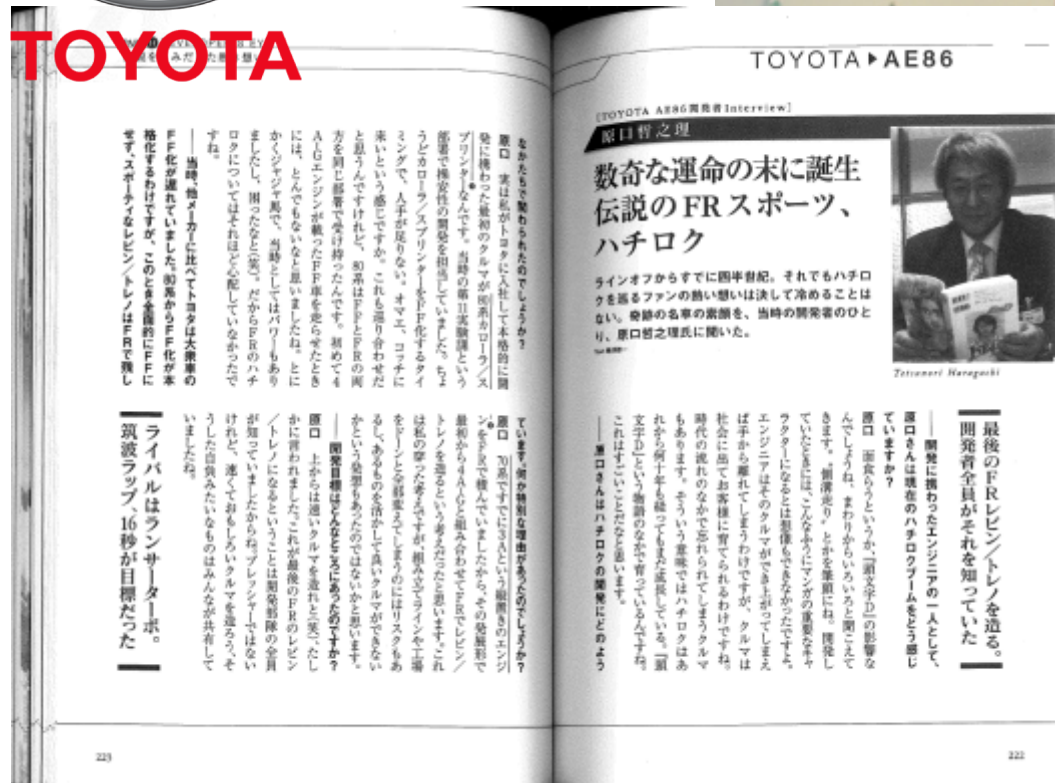 TOYOTA
TOYOTA▶AE86
[TOYOTA AE86開発者Interview]
原口哲之理
数奇な運命の末に誕生
伝説のFRスポーツ、
ハチロク
ラインオフからすでに四半世紀。それでもハチロ
クを巡るファンの熱い想いは決して冷めることは
ない。奇跡の名車の素顔を、当時の開発者のひと
り、原口哲之理氏に聞いた。
Tetsunori Haraguchi
最後のFRレビン/トレノを造る。
開発者全員がそれを知っていた
――開発に携わったエンジニアの一人として、
原口さんは現在のハチロクブームをどう感じ
ていますか?
原口 面食らうというか、『頭文字D』の影響な
んでしょうね、まわりからいろいろと聞こえて
きます。"溝走り"とかを筆頭にね。開発し
ていたときには、こんなふうにマンガの重要なキャ
ラクターになるとは想像もできなかったですよ。
エンジニアはそのクルマができ上がってしまえ
ば手から離れてしまうわけですが、クルマは
社会に出てお客様に育てられるわけですね。
時代の流れのなかで忘れられてしまうクルマ
もあります。そういう意味ではハチロクはあ
れから何十年も経ってもまだ成長している。『頭
文字D』という物語のなかで育っているんですね。
これはすごいことだなと思います。
――原口さんはハチロクの開発にどのよう
なかたちで関わられたのでしょうか?
原口 実は私がトヨタに入社して本格的に開
発に携わった最初のクルマが80系カローラ/ス
プリンターなんです。当時の第11実験課という
部署で操安性の開発を担当していました。ちょ
うどカローラ/スプリンターをFF化するタイ
ミングで、人手が足りない。オマエ、コッチに
来いという感じですか。これも巡り合わせだ
と思うんですけれど、80系はFFとFRの両
方を同じ部署で受け持ったんです。初めて4
A-Gエンジンが載ったFF車を走らせたとき
には、とんでもないなと思いましたね。とに
かくジャジャ馬で、当時としてはパワーもあり
ましたし、困ったなと(笑)。だからFRのハチ
ロクについてはそれほど心配していなかったで
すね。
――当時、他メーカーに比べてトヨタは大衆車の
FF化が遅れていました。80系からFF化が本
格化するわけですが、このとき全面的にFFに
せず、スポーティなレビン/トレノはFRで残し
ています。何か特別な理由があったのでしょうか?
原口 70系ですでに3Aという縦置きのエンジ
ンをFRで積んでいましたから、その発展形で
最初から4A-Gと組み合わせてFRでレビン/
トレノを造るという考えだったと思います。これ
は私の穿った考えですが、組み立てラインや工場
をドーンと全部変えてしまうのにはリスクもあ
るし、あるものを活かして良いクルマができない
かという発想もあったのではないかと思います。
――開発目標はどんなところにあったのですか?
原口 上からは速いクルマを造れと(笑)、たし
かに言われました。これが最後のFRのレビン
/トレノになるということは開発部隊の全員
が知っていましたからね。プレッシャーではない
けれど、速くておもしろいクルマを造ろう、そ
うした自負みたいなものはみんなが共有して
いましたね。
ライバルはランサーターボ。
筑波ラップ、16秒が目標だった
223
222